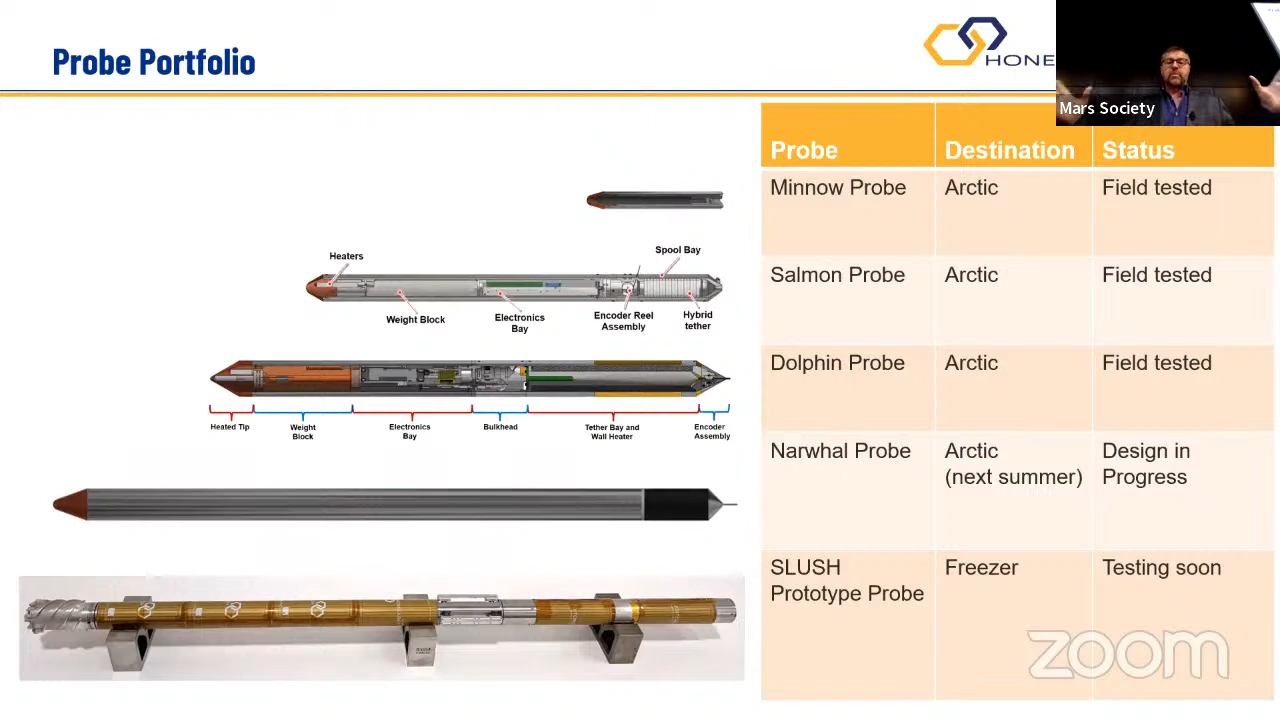 Probe Portfolio
HONE
Mars Society
Probe Destination Status
Minnow Probe Arctic Field tested
Salmon Probe Arctic Field tested
Dolphin Probe Arctic Field tested
Narwhal Probe Arctic
(next summer) Design in
Progress
SLUSH
Prototype Probe Freezer Testing soon
Heaters
Spool Bay
Weight Block
Electronics
Bay
Encoder Reel
Assembly
Hybrid
tether
Heated Tip
Weight
Block
Electronics
Bay
Bulkhead
Tether Bay and
Wall Heater
Encoder
Assembly
zoom